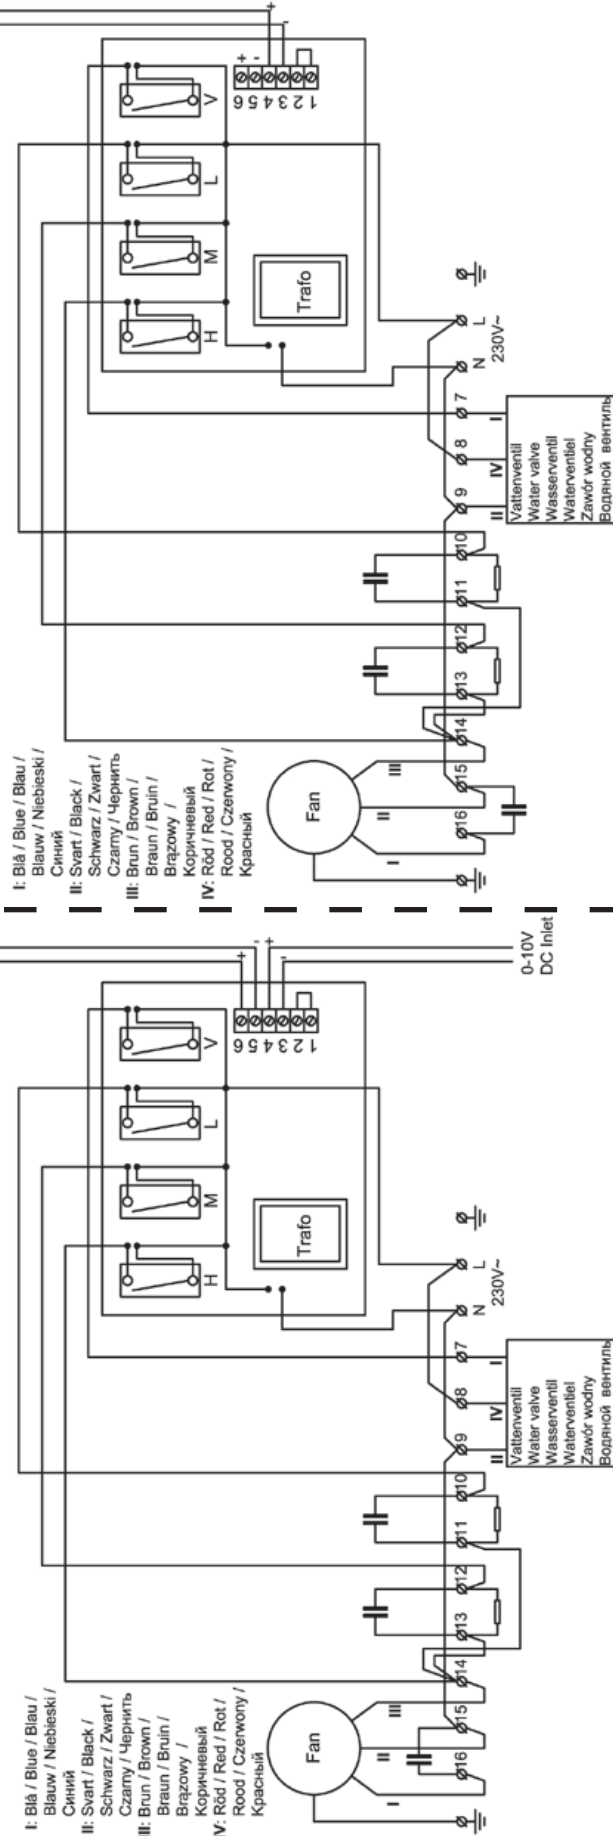 +
-
+ -
6 5 4 3 2 1
V
L
M
H
Trafo
L
N
230V~
7
8
9
10
11
12
13
14
15
16
I
IV
II
Vattenventil
Water valve
Wasserventil
Waterventiel
Zawór wodny
Водяной вентиль
Fan
III
II
I
I: Blå / Blue / Blau /
Blauw / Niebieski /
Синий
II: Svart / Black /
Schwarz / Zwart /
Czarny / Чернить
III: Brun / Brown /
Braun / Bruin /
Brązowy /
Коричневый
IV: Röd / Red / Rot /
Rood / Czerwony /
Красный
+
- +
-
0-10V
DC Inlet
6 5 4 3 2 1
V
L
M
H
Trafo
L
N
230V~
7
8
9
10
11
12
13
14
15
16
I
IV
II
Vattenventil
Water valve
Wasserventil
Waterventiel
Zawór wodny
Водяной вентиль
Fan
III
II
I
I: Blå / Blue / Blau /
Blauw / Niebieski /
Синий
II: Svart / Black /
Schwarz / Zwart /
Czarny / Чернить
III: Brun / Brown /
Braun / Bruin /
Brązowy /
Коричневый
IV: Röd / Red / Rot /
Rood / Czerwony /
Красный